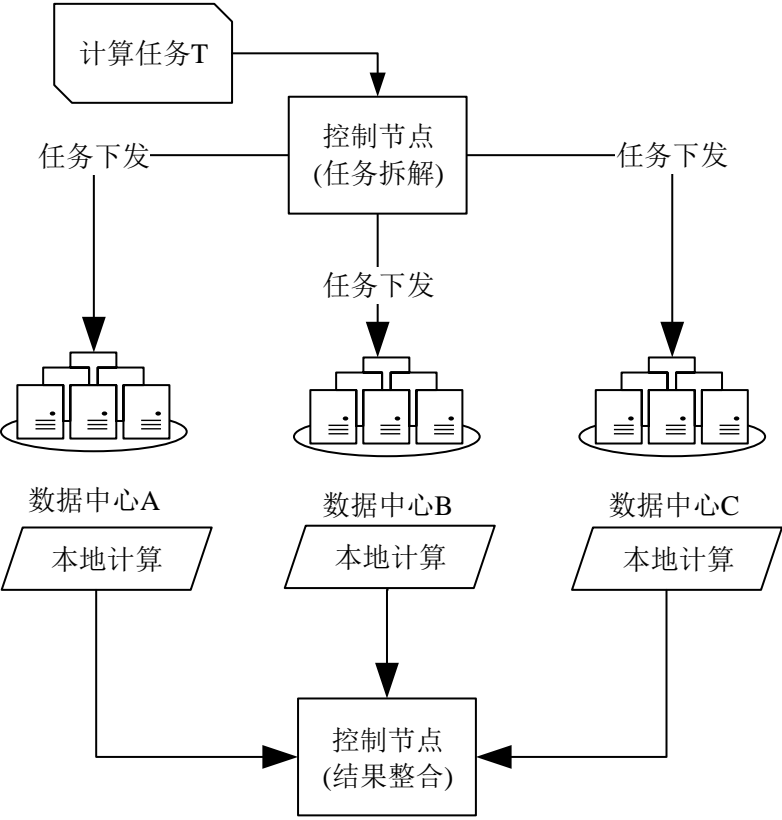 计算任务T
控制节点
(任务拆解)
任务下发
任务下发
任务下发
数据中心A
数据中心B
数据中心C
本地计算
本地计算
本地计算
控制节点
(结果整合)